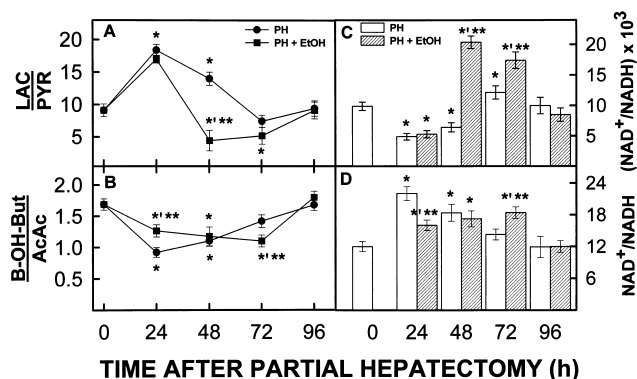 A
PH
PH + EtOH
LAC
PYR
20
15
10
5
*
*
*'**
*
C
PH
PH + EtOH
*'**
*'**
*
*
*
*
20
15
10
5
(NAD+/NADH) x 10³
B
B-OH-But
AcAc
2.0
1.5
1.0
0.5
*'**
*
*
*
*'**
D
*
*'**
*
*
*'**
24
18
12
6
NAD+/NADH
0 24 48 72 96
0 24 48 72 96
TIME AFTER PARTIAL HEPATECTOMY (h)